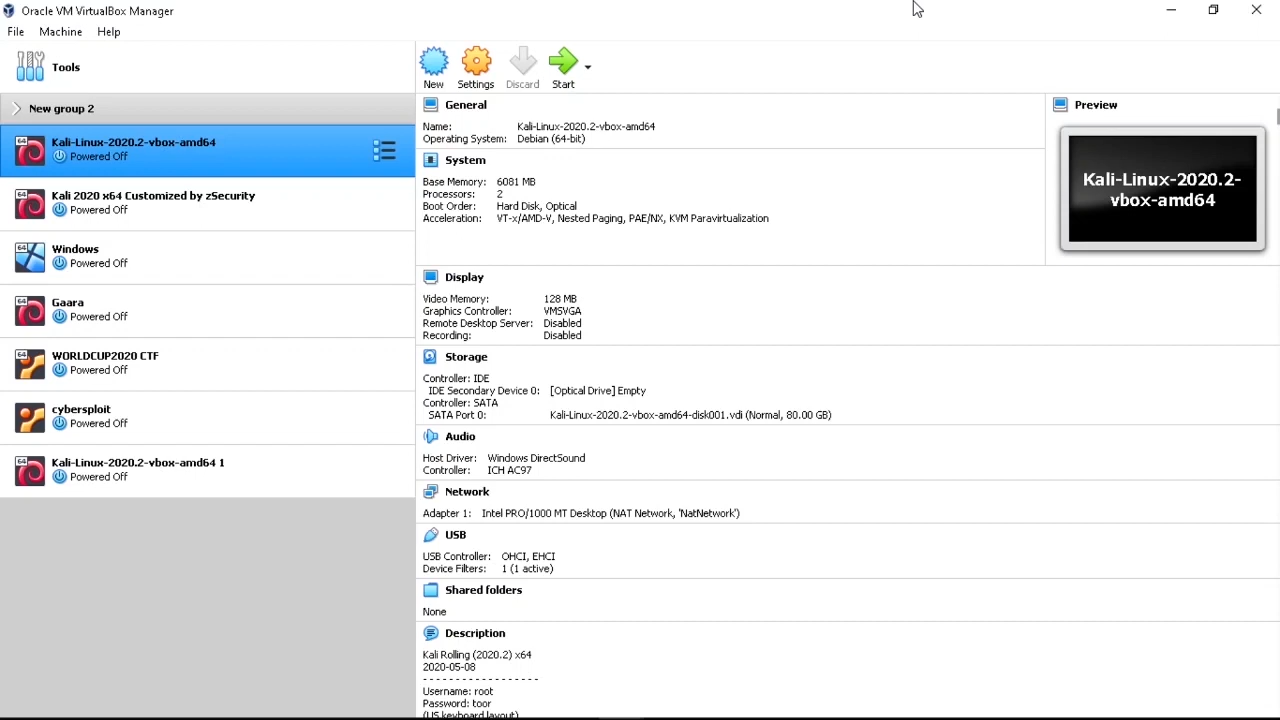 Oracle VM VirtualBox Manager
File Machine Help
Tools
New group 2
64
Kali-Linux-2020.2-vbox-amd64
Powered Off
64
Kali 2020 x64 Customized by zSecurity
Powered Off
64
Windows
Powered Off
64
Gaara
Powered Off
64
WORLDCUP2020 CTF
Powered Off
cybersploit
Powered Off
64
Kali-Linux-2020.2-vbox-amd64 1
Powered Off
New Settings Discard Start
General
Name: Kali-Linux-2020.2-vbox-amd64
Operating System: Debian (64-bit)
System
Base Memory: 6081 MB
Processors: 2
Boot Order: Hard Disk, Optical
Acceleration: VT-x/AMD-V, Nested Paging, PAE/NX, KVM Paravirtualization
Preview
Kali-Linux-2020.2-
vbox-amd64
Display
Video Memory: 128 MB
Graphics Controller: VMSVGA
Remote Desktop Server: Disabled
Recording: Disabled
Storage
Controller: IDE
IDE Secondary Device 0: [Optical Drive] Empty
Controller: SATA
SATA Port 0: Kali-Linux-2020.2-vbox-amd64-disk001.vdi (Normal, 80.00 GB)
Audio
Host Driver: Windows DirectSound
Controller: ICH AC97
Network
Adapter 1: Intel PRO/1000 MT Desktop (NAT Network, 'NatNetwork')
USB
USB Controller: OHCI, EHCI
Device Filters: 1 (1 active)
Shared folders
None
Description
Kali Rolling (2020.2) x64
2020-05-08
- - - - - - - - - - - - - - - - - -
Username: root
Password: toor
(US keyboard layout)